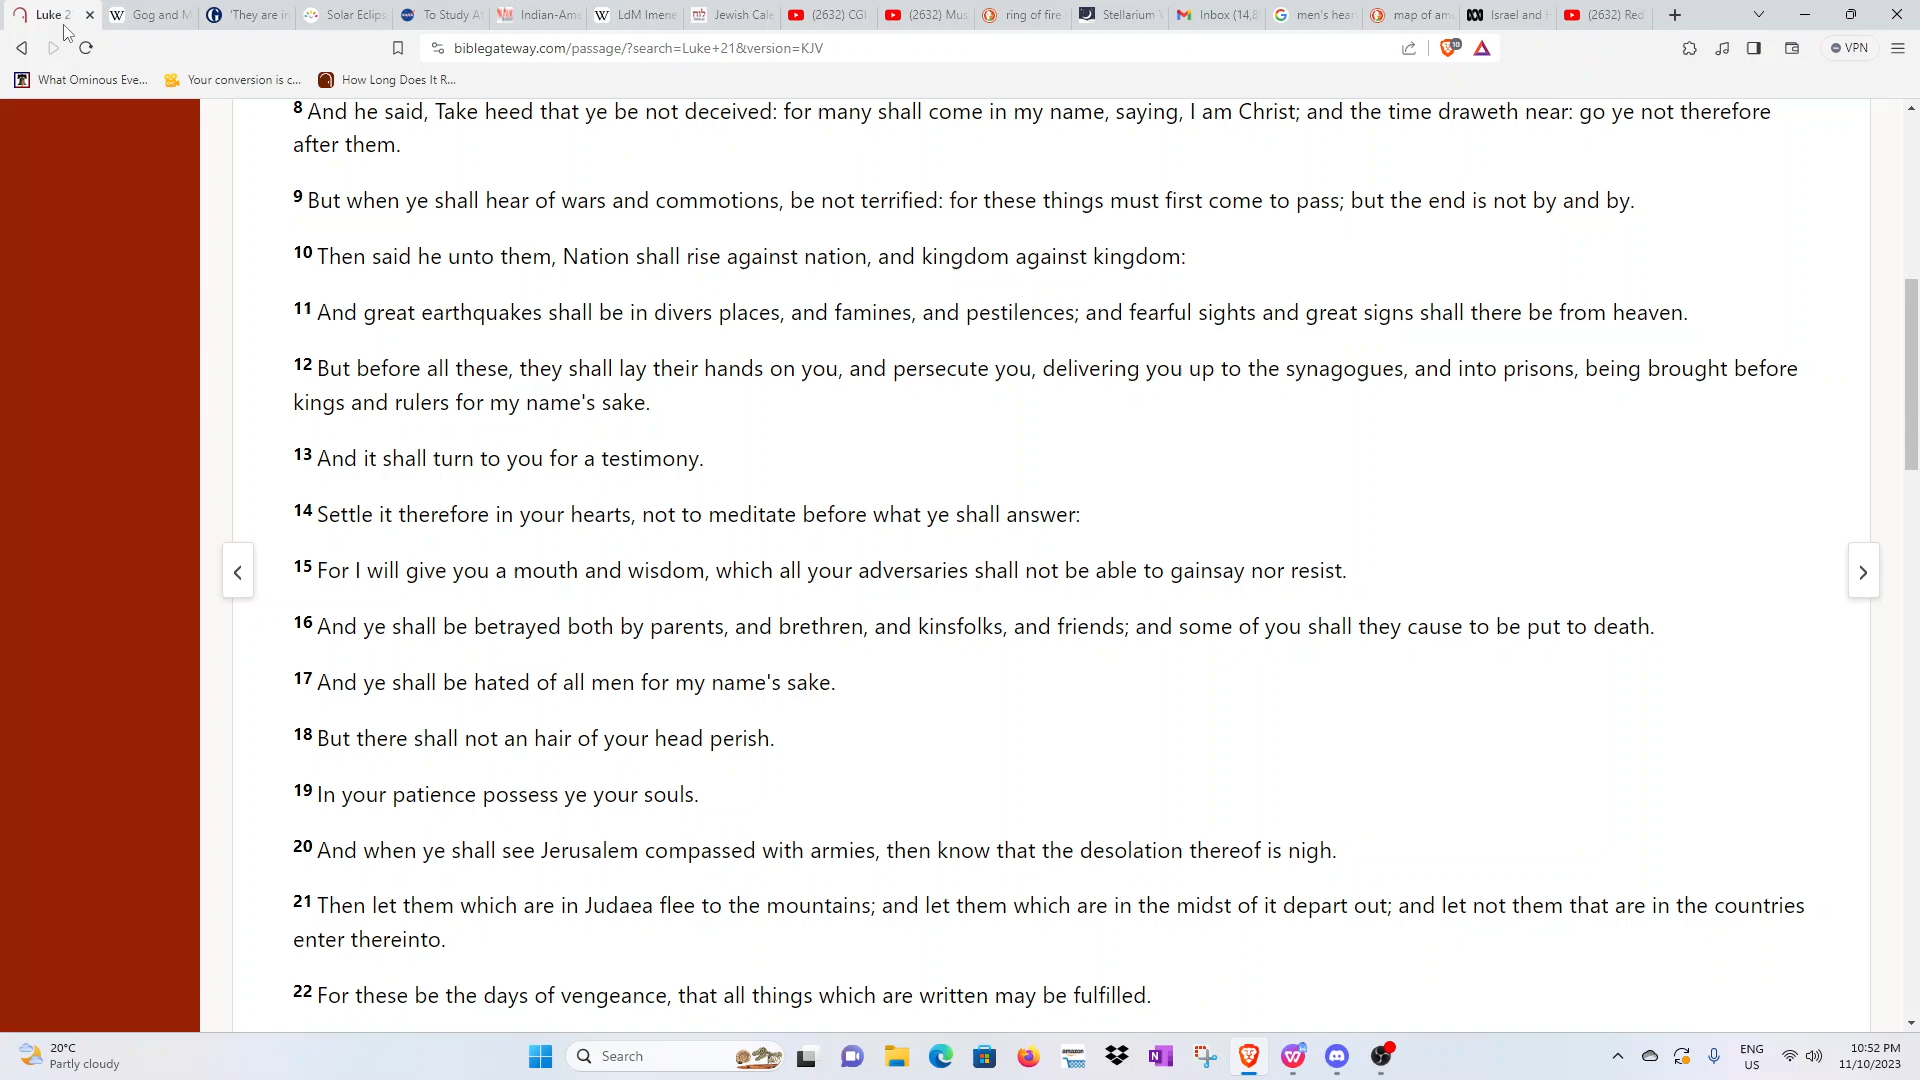 Luke 2
Gog and M
'They are in
Solar Eclips
To Study At
Indian-Ame
LdM Imene
Jewish Cale
(2632) CGI
(2632) Mus
ring of fire
Stellarium
Inbox (14,8
men's hear
map of ame
Israel and H
(2632) Red
biblegateway.com/passage/?search=Luke+21&version=KJV
10
VPN
What Ominous Eve...
Your conversion is c...
How Long Does It R...
8 And he said, Take heed that ye be not deceived: for many shall come in my name, saying, I am Christ; and the time draweth near: go ye not therefore
after them.
9 But when ye shall hear of wars and commotions, be not terrified: for these things must first come to pass; but the end is not by and by.
10 Then said he unto them, Nation shall rise against nation, and kingdom against kingdom:
11 And great earthquakes shall be in divers places, and famines, and pestilences; and fearful sights and great signs shall there be from heaven.
12 But before all these, they shall lay their hands on you, and persecute you, delivering you up to the synagogues, and into prisons, being brought before
kings and rulers for my name's sake.
13 And it shall turn to you for a testimony.
14 Settle it therefore in your hearts, not to meditate before what ye shall answer:
15 For I will give you a mouth and wisdom, which all your adversaries shall not be able to gainsay nor resist.
16 And ye shall be betrayed both by parents, and brethren, and kinsfolks, and friends; and some of you shall they cause to be put to death.
17 And ye shall be hated of all men for my name's sake.
18 But there shall not an hair of your head perish.
19 In your patience possess ye your souls.
20 And when ye shall see Jerusalem compassed with armies, then know that the desolation thereof is nigh.
21 Then let them which are in Judaea flee to the mountains; and let them which are in the midst of it depart out; and let not them that are in the countries
enter thereinto.
22 For these be the days of vengeance, that all things which are written may be fulfilled.
20°C
Partly cloudy
Search
amazon
ENG
US
10:52 PM
11/10/2023